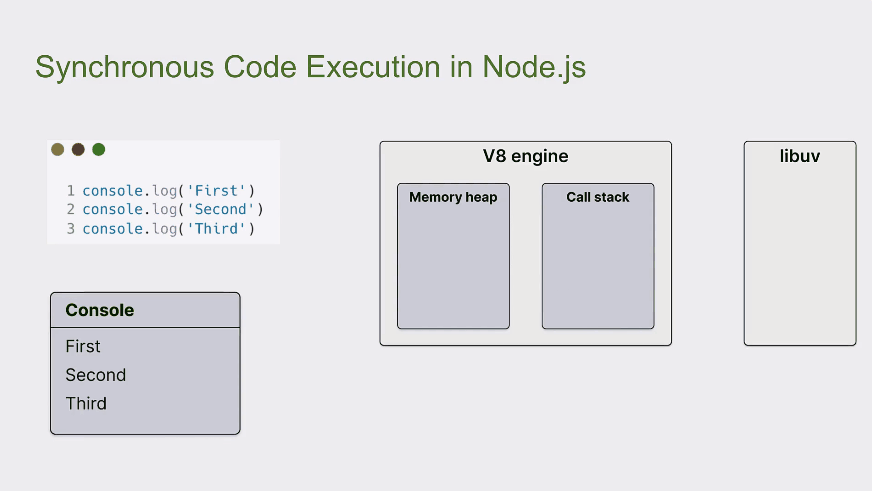 Synchronous Code Execution in Node.js
1 console.log('First')
2 console.log('Second')
3 console.log('Third')
Console
First
Second
Third
V8 engine
Memory heap
Call stack
libuv